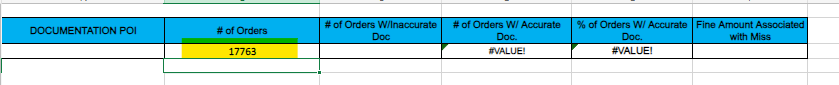 DOCUMENTATION POI
# of Orders
# of Orders W/Inaccurate
Doc
# of Orders W/ Accurate
Doc.
% of Orders W/ Accurate
Doc.
Fine Amount Associated
with Miss
17763
#VALUE!
#VALUE!